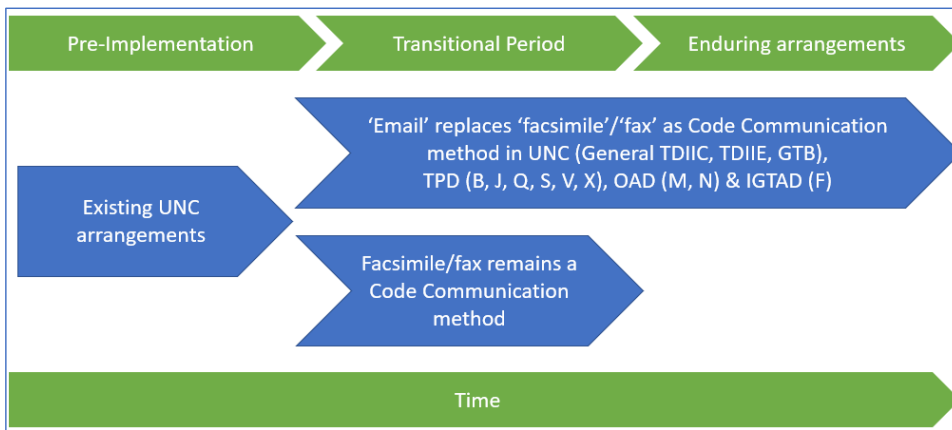 Pre-Implementation
Transitional Period
Enduring arrangements
‘Email’ replaces ‘facsimile’/‘fax’ as Code Communication
method in UNC (General TDIIC, TDIIE, GTB),
TPD (B, J, Q, S, V, X), OAD (M, N) & IGTAD (F)
Existing UNC
arrangements
Facsimile/fax remains a
Code Communication
method
Time